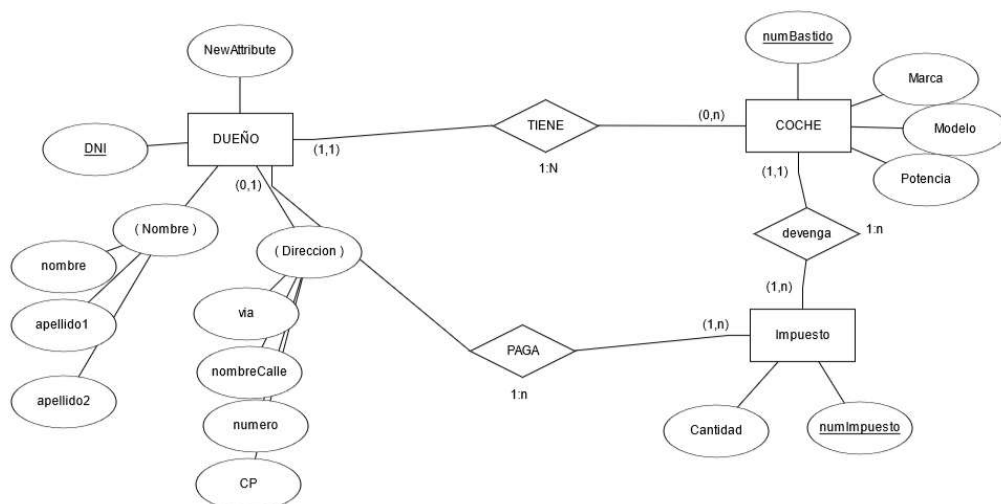 numBastido
NewAttribute
Marca
DUEÑO
(1,1)
TIENE
1:N
(0,n)
COCHE
Modelo
DNI
Potencia
(0,1)
(1,1)
( Nombre )
( Direccion )
devenga
1:n
nombre
(1,n)
via
apellido1
(1,n)
Impuesto
PAGA
1:n
nombreCalle
apellido2
numero
Cantidad
numImpuesto
CP